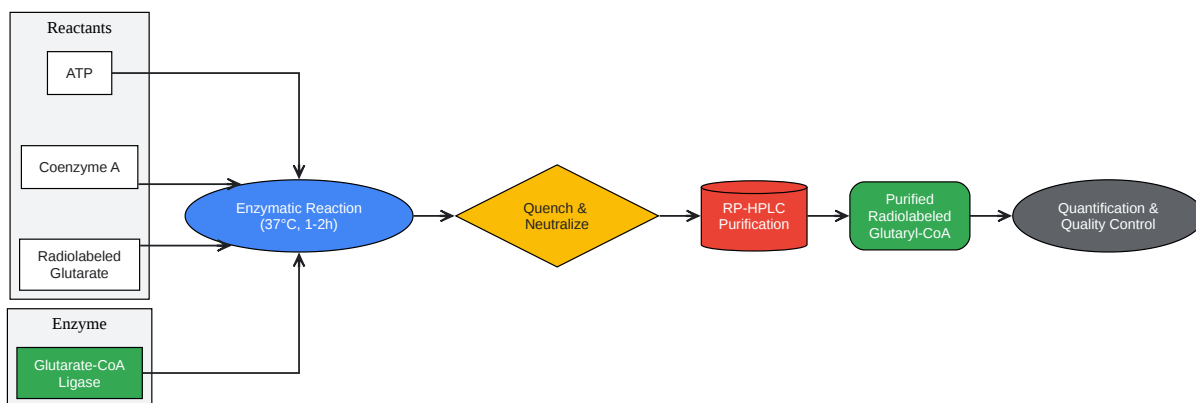 Reactants
ATP
Coenzyme A
Radiolabeled
Glutarate
Enzyme
Glutarate-CoA
Ligase
Enzymatic Reaction
(37°C, 1-2h)
Quench &
Neutralize
RP-HPLC
Purification
Purified
Radiolabeled
Glutaryl-CoA
Quantification &
Quality Control